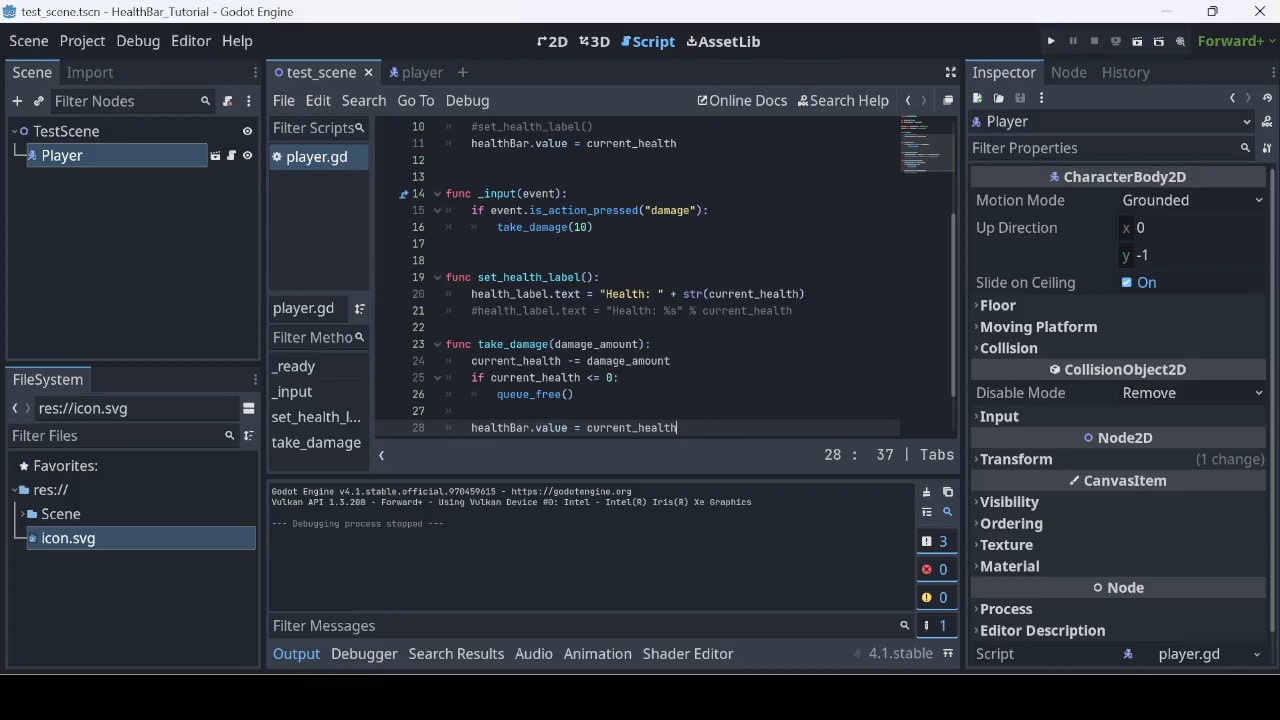 test_scene.tscn - HealthBar_Tutorial - Godot Engine
Scene Project Debug Editor Help
2D 3D Script AssetLib
Forward+
Scene Import
Filter Nodes
TestScene
Player
FileSystem
res://icon.svg
Filter Files
Favorites:
res://
Scene
icon.svg
test_scene player
File Edit Search Go To Debug
Online Docs Search Help
Filter Scripts
player.gd
player.gd
Filter Metho
_ready
_input
set_health_l...
take_damage
10 #set_health_label()
11 healthBar.value = current_health
12
13
14 func _input(event):
15 if event.is_action_pressed("damage"):
16 take_damage(10)
17
18
19 func set_health_label():
20 health_label.text = "Health: " + str(current_health)
21 #health_label.text = "Health: %s" % current_health
22
23 func take_damage(damage_amount):
24 current_health -= damage_amount
25 if current_health <= 0:
26 queue_free()
27
28 healthBar.value = current_health
28 : 37 | Tabs
Godot Engine v4.1.stable.official.970459615 - https://godotengine.org
Vulkan API 1.3.208 - Forward+ - Using Vulkan Device #0: Intel - Intel(R) Iris(R) Xe Graphics
--- Debugging process stopped ---
3
0
0
1
Filter Messages
Output Debugger Search Results Audio Animation Shader Editor
4.1.stable
Inspector Node History
Player
Filter Properties
CharacterBody2D
Motion Mode Grounded
Up Direction x 0
y -1
Slide on Ceiling On
Floor
Moving Platform
Collision
CollisionObject2D
Disable Mode Remove
Input
Node2D
Transform (1 change)
CanvasItem
Visibility
Ordering
Texture
Material
Node
Process
Editor Description
Script player.gd